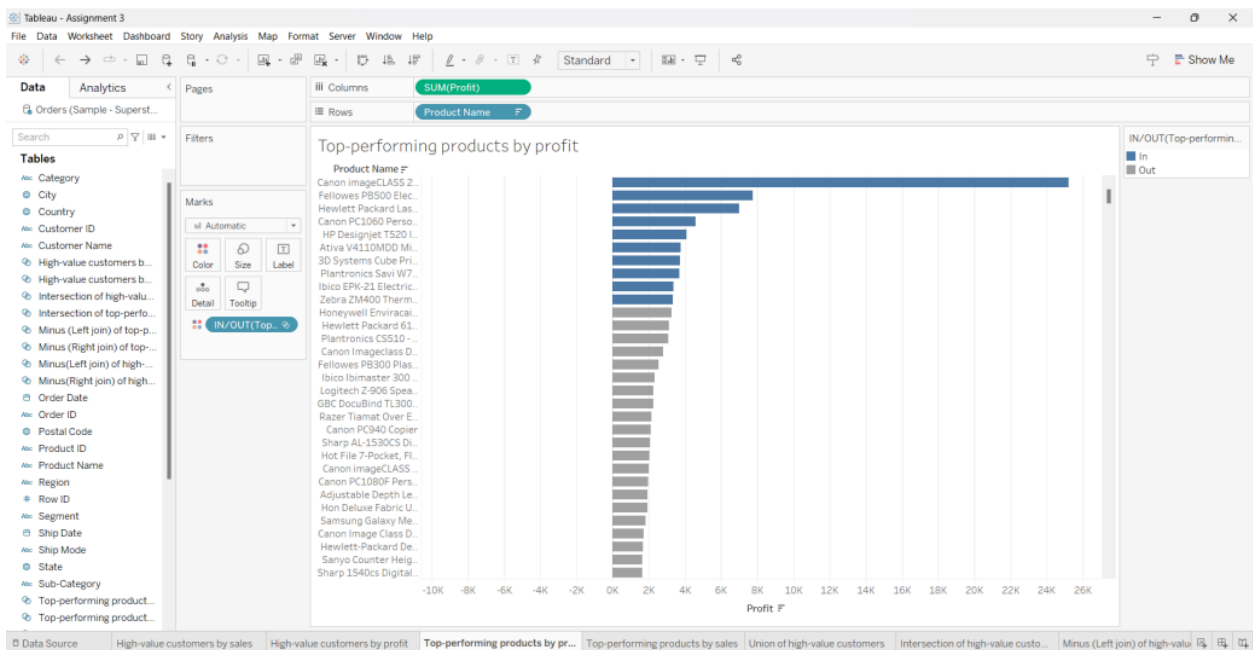 Tableau - Assignment 3
File Data Worksheet Dashboard Story Analysis Map Format Server Window Help
Standard
Show Me
Data Analytics
Orders (Sample - Superst...
Search
Tables
Abc Category
City
Country
Abc Customer ID
Abc Customer Name
High-value customers b...
High-value customers b...
Intersection of high-valu...
Intersection of top-perfo...
Minus (Left join) of top-p...
Minus (Right join) of top-...
Minus(Left join) of high-...
Minus(Right join) of high...
Order Date
Abc Order ID
Postal Code
Abc Product ID
Abc Product Name
Abc Region
# Row ID
Abc Segment
Ship Date
Abc Ship Mode
State
Abc Sub-Category
Top-performing product...
Top-performing product...
Pages
Filters
Marks
Automatic
Color Size Label
Detail Tooltip
IN/OUT(Top..
Columns SUM(Profit)
Rows Product Name
Top-performing products by profit
Product Name
Canon imageCLASS 2..
Fellowes PB500 Elec..
Hewlett Packard Las..
Canon PC1060 Perso..
HP Designjet T520 I..
Ativa V4110MDD Mi..
3D Systems Cube Pri..
Plantronics Savi W7..
Ibico EPK-21 Electric..
Zebra ZM400 Therm..
Honeywell Enviracai..
Hewlett Packard 61..
Plantronics CS510 - ..
Canon Imageclass D..
Fellowes PB300 Plas..
Ibico Ibimaster 300 ..
Logitech Z-906 Spea..
GBC DocuBind TL300..
Razer Tiamat Over E..
Canon PC940 Copier
Sharp AL-1530CS Di..
Hot File 7-Pocket, Fl..
Canon imageCLASS ..
Canon PC1080F Pers..
Adjustable Depth Le..
Hon Deluxe Fabric U..
Samsung Galaxy Me..
Canon Image Class D..
Hewlett-Packard De..
Sanyo Counter Heig..
Sharp 1540cs Digital..
-10K -8K -6K -4K -2K 0K 2K 4K 6K 8K 10K 12K 14K 16K 18K 20K 22K 24K 26K
Profit
IN/OUT(Top-performin...
In
Out
Data Source High-value customers by sales High-value customers by profit Top-performing products by pr... Top-performing products by sales Union of high-value customers Intersection of high-value custo... Minus (Left join) of high-valu